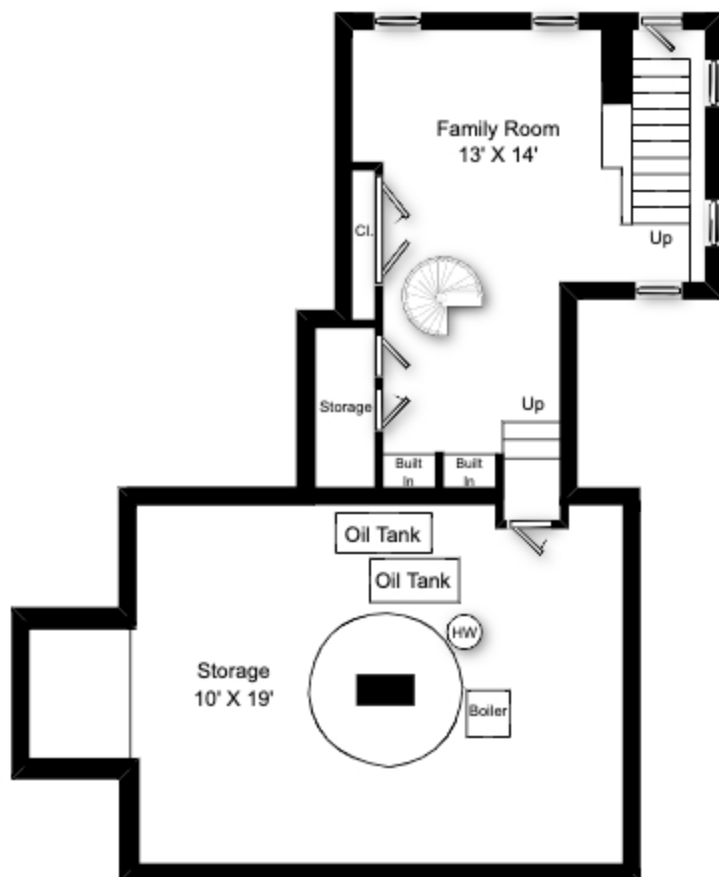 Family Room
13' X 14'
Cl.
Up
Storage
Up
Built
In
Built
In
Oil Tank
Oil Tank
HW
Storage
10' X 19'
Boiler